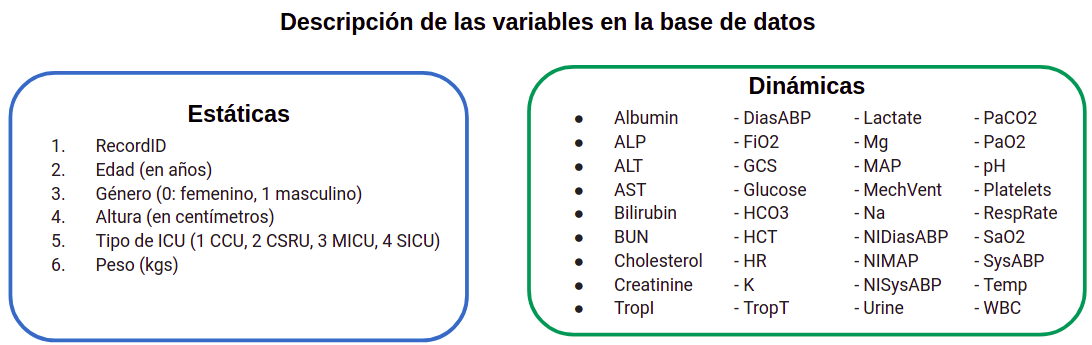 Descripción de las variables en la base de datos
Estáticas
1. RecordID
2. Edad (en años)
3. Género (0: femenino, 1 masculino)
4. Altura (en centímetros)
5. Tipo de ICU (1 CCU, 2 CSRU, 3 MICU, 4 SICU)
6. Peso (kgs)
Dinámicas
● Albumin - DiasABP - Lactate - PaCO2
● ALP - FiO2 - Mg - PaO2
● ALT - GCS - MAP - pH
● AST - Glucose - MechVent - Platelets
● Bilirubin - HCO3 - Na - RespRate
● BUN - HCT - NIDiasABP - SaO2
● Cholesterol - HR - NIMAP - SysABP
● Creatinine - K - NISysABP - Temp
● TropI - TropT - Urine - WBC